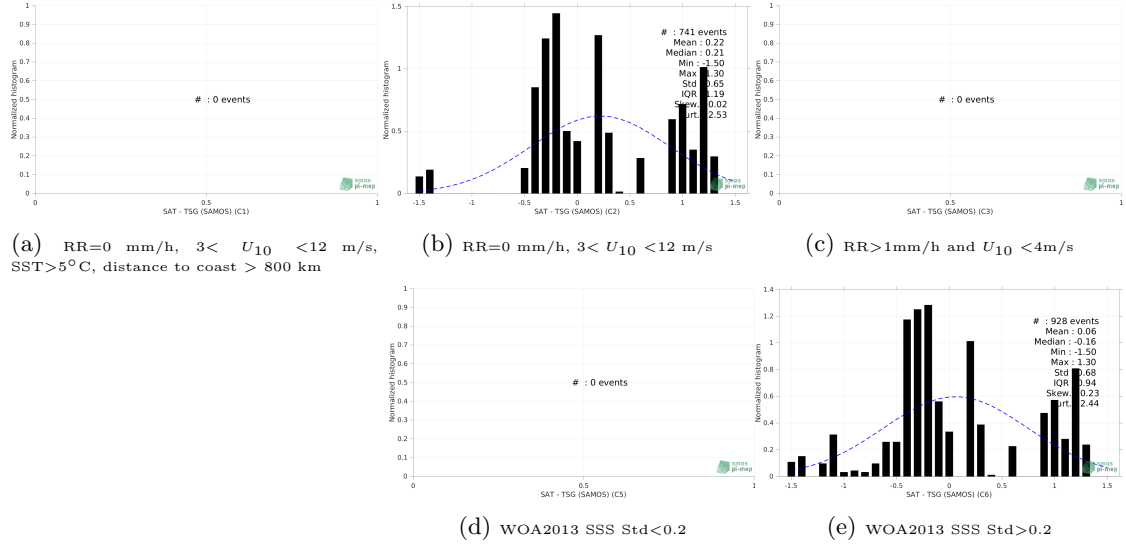 1
0.9
0.8
0.7
0.6
0.5
0.4
0.3
0.2
0.1
0
Normalized histogram
# : 0 events
0 0.5 1
SAT - TSG (SAMOS) (C1)
smos
pi-mep
(a) RR=0 mm/h, 3< U10 <12 m/s,
SST>5°C, distance to coast > 800 km
1.5
1
0.5
0
Normalized histogram
# : 741 events
Mean : 0.22
Median : 0.21
Min : -1.50
Max : 1.30
Std : 0.65
IQR : 1.19
Skew. : 0.02
Kurt. : 2.53
-1.5 -1 -0.5 0 0.5 1 1.5
SAT - TSG (SAMOS) (C2)
smos
pi-mep
(b) RR=0 mm/h, 3< U10 <12 m/s
1
0.9
0.8
0.7
0.6
0.5
0.4
0.3
0.2
0.1
0
Normalized histogram
# : 0 events
0 0.5 1
SAT - TSG (SAMOS) (C3)
smos
pi-mep
(c) RR>1mm/h and U10 <4m/s
1
0.9
0.8
0.7
0.6
0.5
0.4
0.3
0.2
0.1
0
Normalized histogram
# : 0 events
0 0.5 1
SAT - TSG (SAMOS) (C5)
smos
pi-mep
(d) WOA2013 SSS Std<0.2
1.4
1.2
1
0.8
0.6
0.4
0.2
0
Normalized histogram
# : 928 events
Mean : 0.06
Median : -0.16
Min : -1.50
Max : 1.30
Std : 0.68
IQR : 0.94
Skew. : 0.23
Kurt. : 2.44
-1.5 -1 -0.5 0 0.5 1 1.5
SAT - TSG (SAMOS) (C6)
smos
pi-mep
(e) WOA2013 SSS Std>0.2